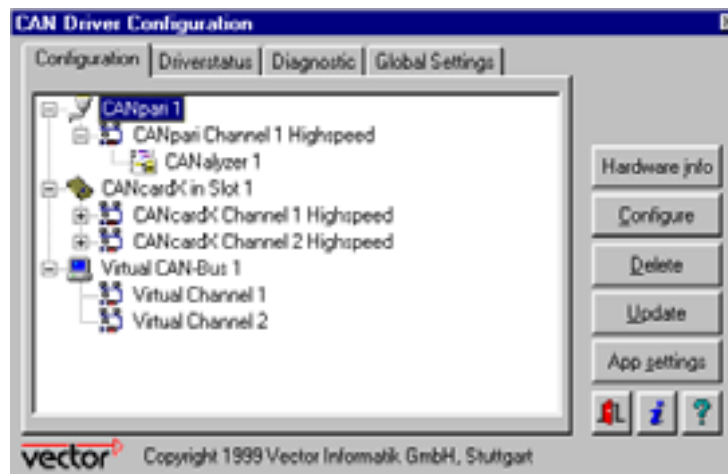 CAN Driver Configuration
Configuration Driverstatus Diagnostic Global Settings
CANpari 1
CANpari Channel 1 Highspeed
CANalyzer 1
CANcardX in Slot 1
CANcardX Channel 1 Highspeed
CANcardX Channel 2 Highspeed
Virtual CAN-Bus 1
Virtual Channel 1
Virtual Channel 2
Hardware info
Configure
Delete
Update
App settings
vector Copyright 1999 Vector Informatik GmbH, Stuttgart